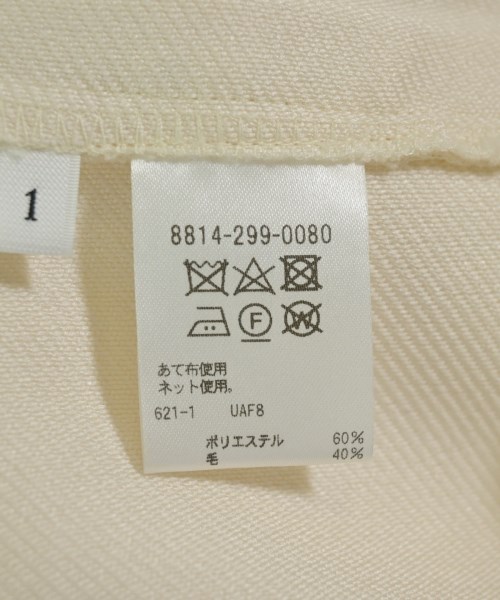 1
8814-299-0080
F W
あて布使用
ネット使用。
621-1 UAF8
ポリエステル 60%
毛 40%